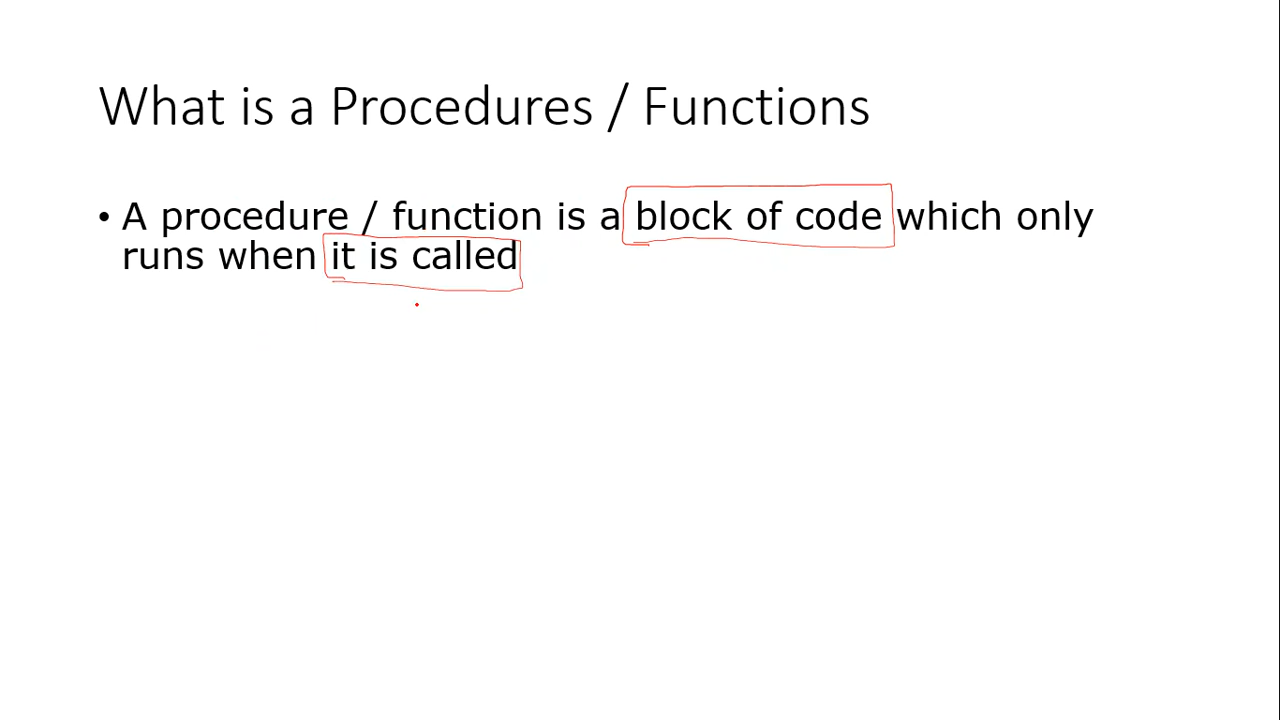 What is a Procedures / Functions
• A procedure / function is a block of code which only
runs when it is called